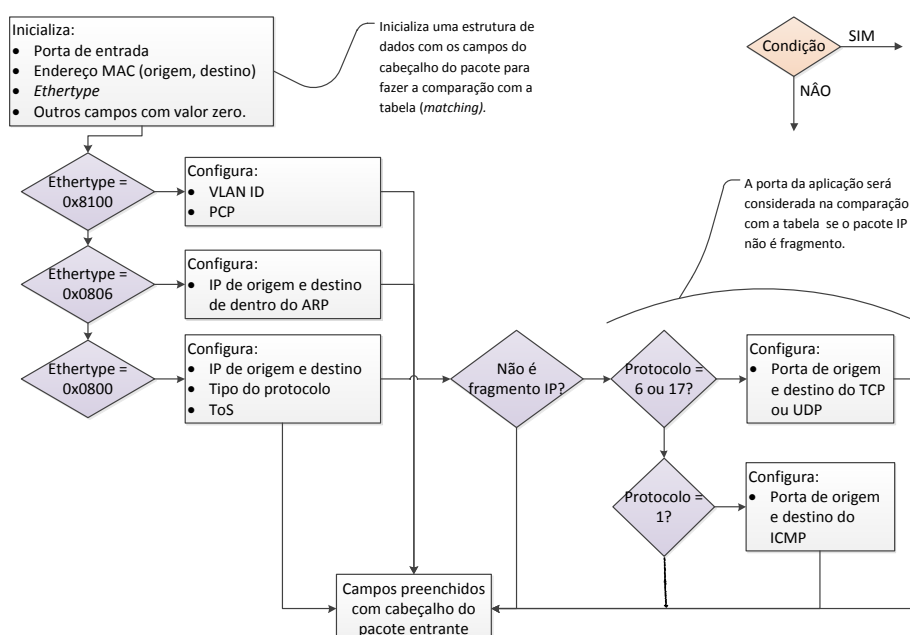 Inicializa:
• Porta de entrada
• Endereço MAC (origem, destino)
• Ethertype
• Outros campos com valor zero.
Inicializa uma estrutura de
dados com os campos do
cabeçalho do pacote para
fazer a comparação com a
tabela (matching).
Condição
SIM
NÂO
Ethertype =
0x8100
Configura:
• VLAN ID
• PCP
A porta da aplicação será
considerada na comparação
com a tabela se o pacote IP
não é fragmento.
Ethertype =
0x0806
Configura:
• IP de origem e destino
de dentro do ARP
Ethertype =
0x0800
Configura:
• IP de origem e destino
• Tipo do protocolo
• ToS
Não é
fragmento IP?
Protocolo =
6 ou 17?
Configura:
• Porta de origem
e destino do TCP
ou UDP
Protocolo =
1?
Configura:
• Porta de origem
e destino do
ICMP
Campos preenchidos
com cabeçalho do
pacote entrante